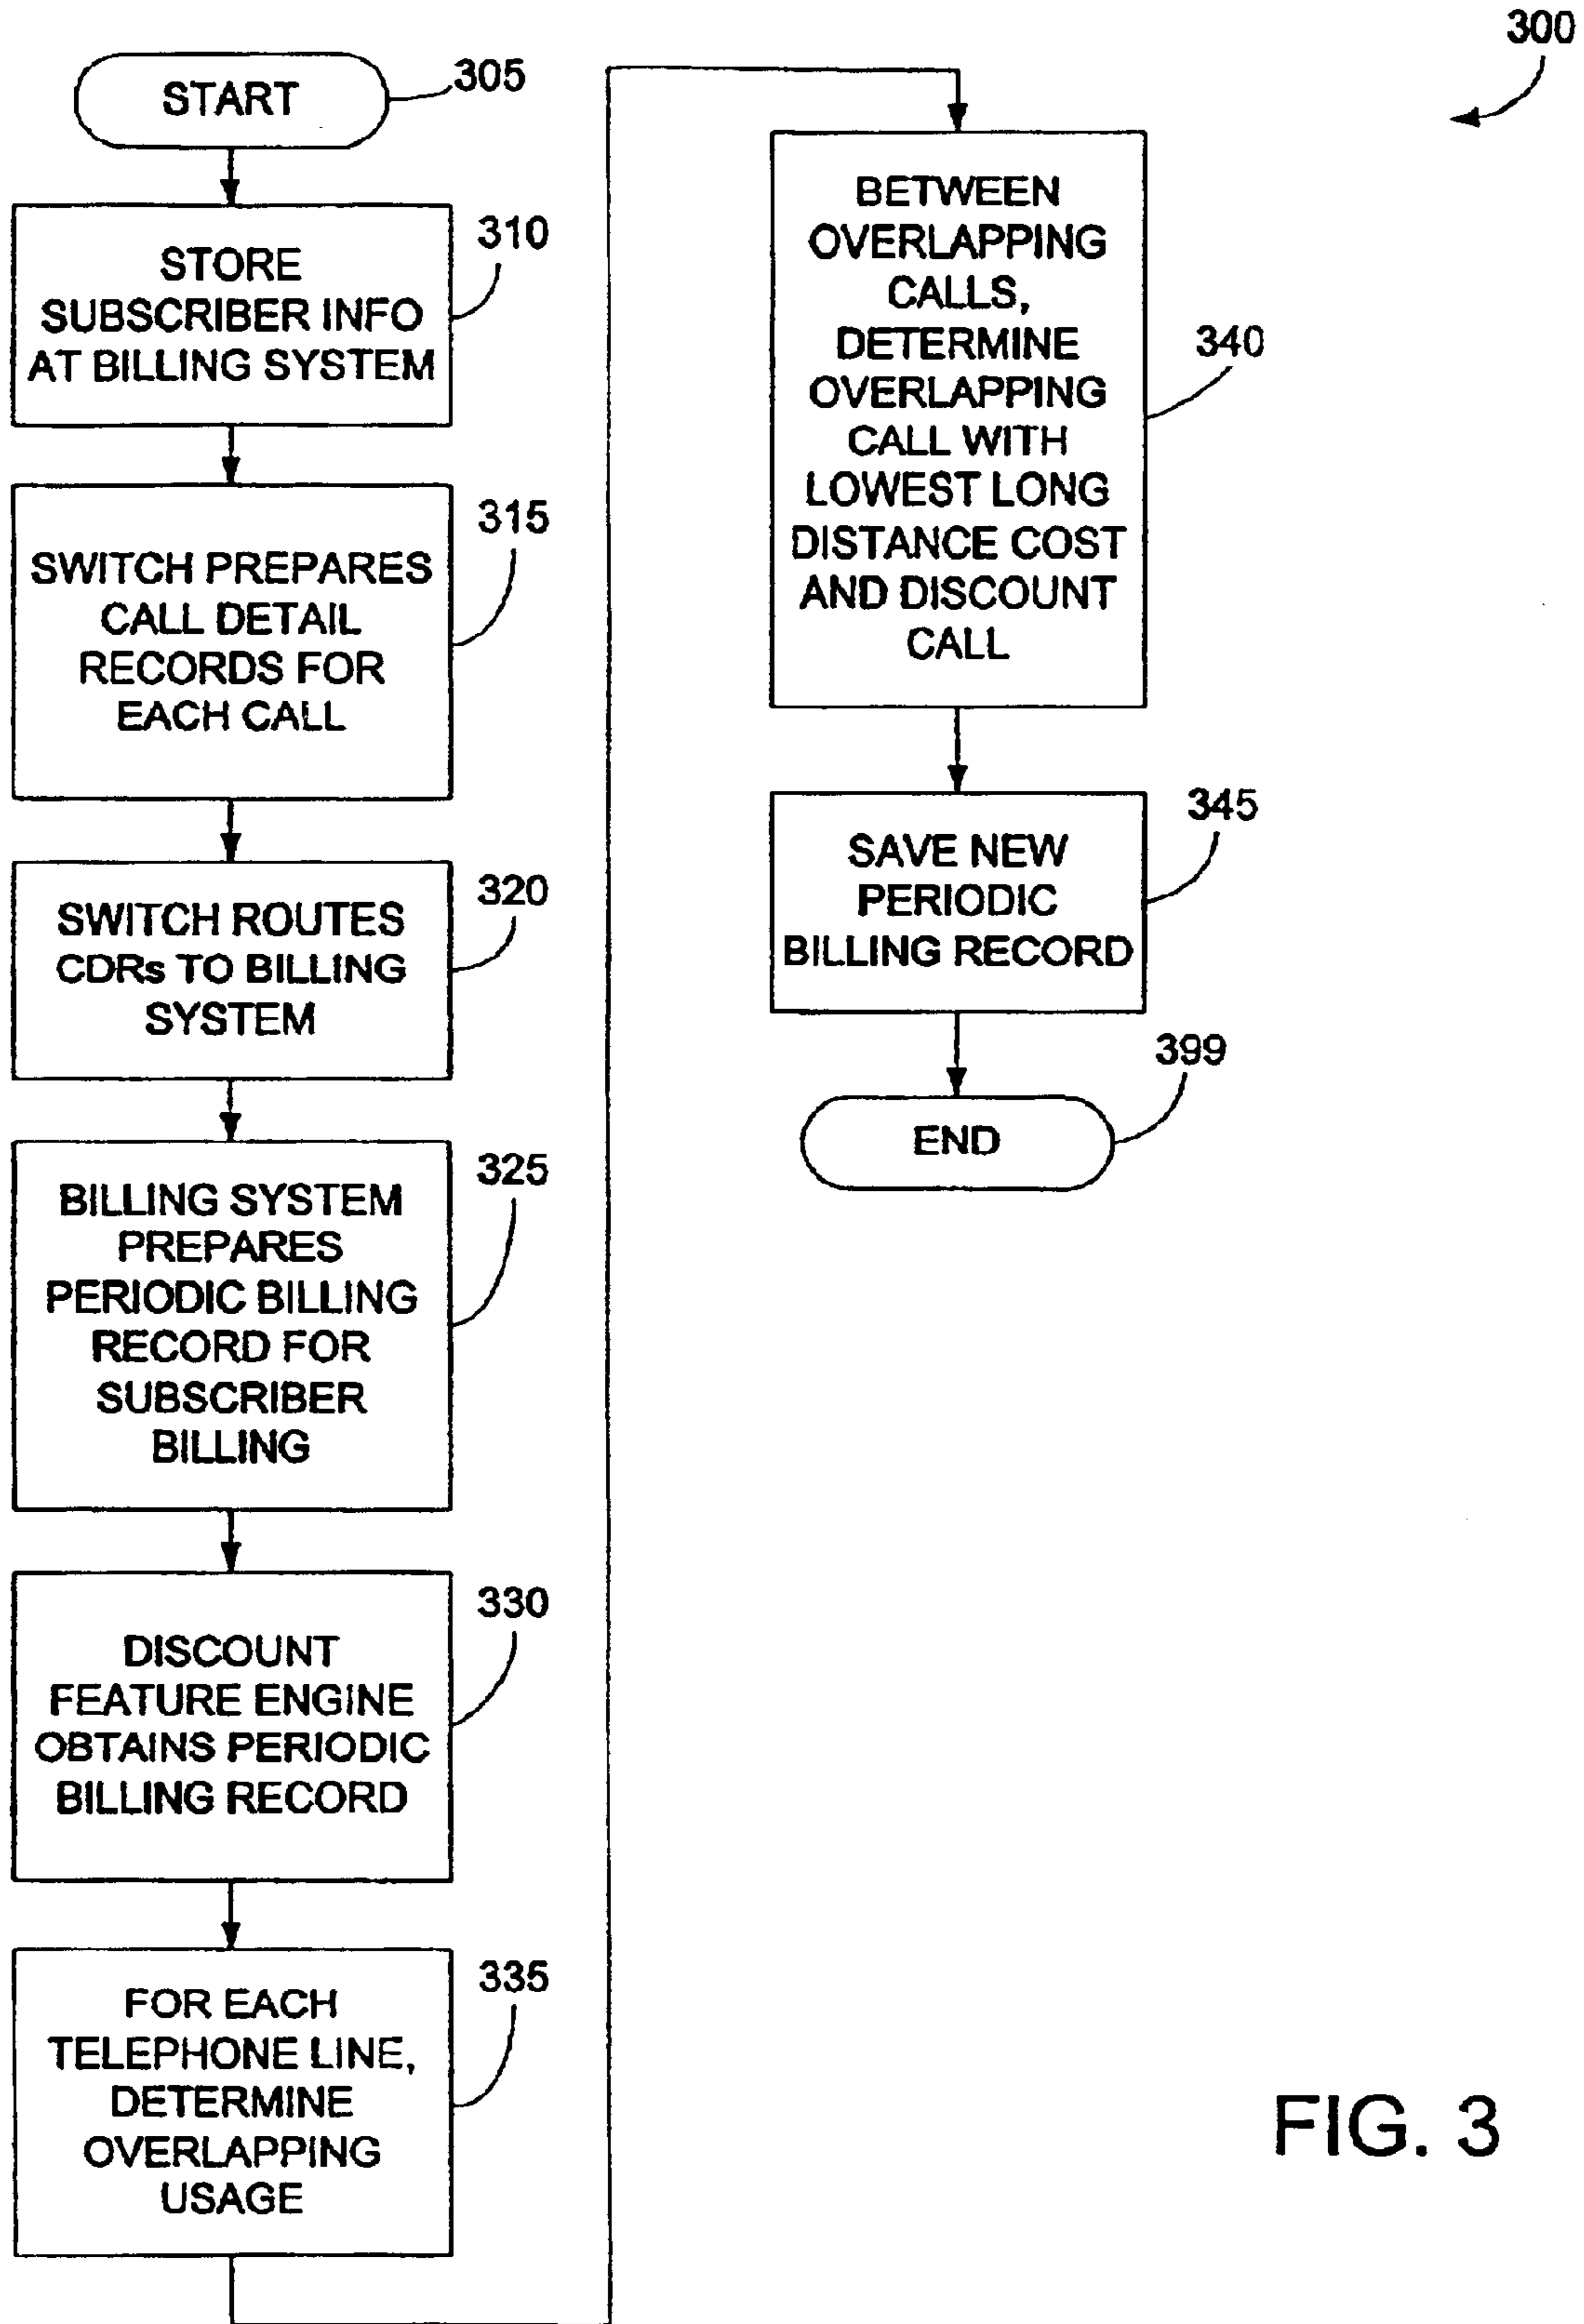 300
START
305
STORE
SUBSCRIBER INFO
AT BILLING SYSTEM
310
SWITCH PREPARES
CALL DETAIL
RECORDS FOR
EACH CALL
315
SWITCH ROUTES
CDRs TO BILLING
SYSTEM
320
BILLING SYSTEM
PREPARES
PERIODIC BILLING
RECORD FOR
SUBSCRIBER
BILLING
325
DISCOUNT
FEATURE ENGINE
OBTAINS PERIODIC
BILLING RECORD
330
FOR EACH
TELEPHONE LINE,
DETERMINE
OVERLAPPING
USAGE
335
BETWEEN
OVERLAPPING
CALLS,
DETERMINE
OVERLAPPING
CALL WITH
LOWEST LONG
DISTANCE COST
AND DISCOUNT
CALL
340
SAVE NEW
PERIODIC
BILLING RECORD
345
END
399
FIG. 3